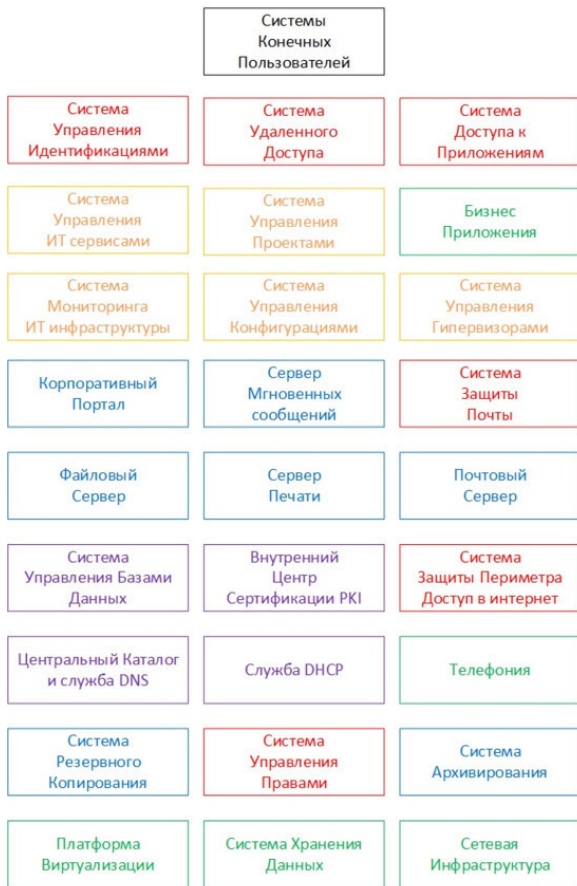 Системы
Конечных
Пользователей
Система
Управления
Идентификациями
Система
Удаленного
Доступа
Система
Доступа к
Приложениям
Система
Управления
ИТ сервисами
Система
Управления
Проектами
Бизнес
Приложения
Система
Мониторинга
ИТ инфраструктуры
Система
Управления
Конфигурациями
Система
Управления
Гипервизорами
Корпоративный
Портал
Сервер
Мгновенных
сообщений
Система
Защиты
Почты
Файловый
Сервер
Сервер
Печати
Почтовый
Сервер
Система
Управления Базами
Данных
Внутренний
Центр
Сертификации PKI
Система
Защиты Периметра
Доступ в интернет
Центральный Каталог
и служба DNS
Служба DHCP
Телефония
Система
Резервного
Копирования
Система
Управления
Правами
Система
Архивирования
Платформа
Виртуализации
Система Хранения
Данных
Сетевая
Инфраструктура